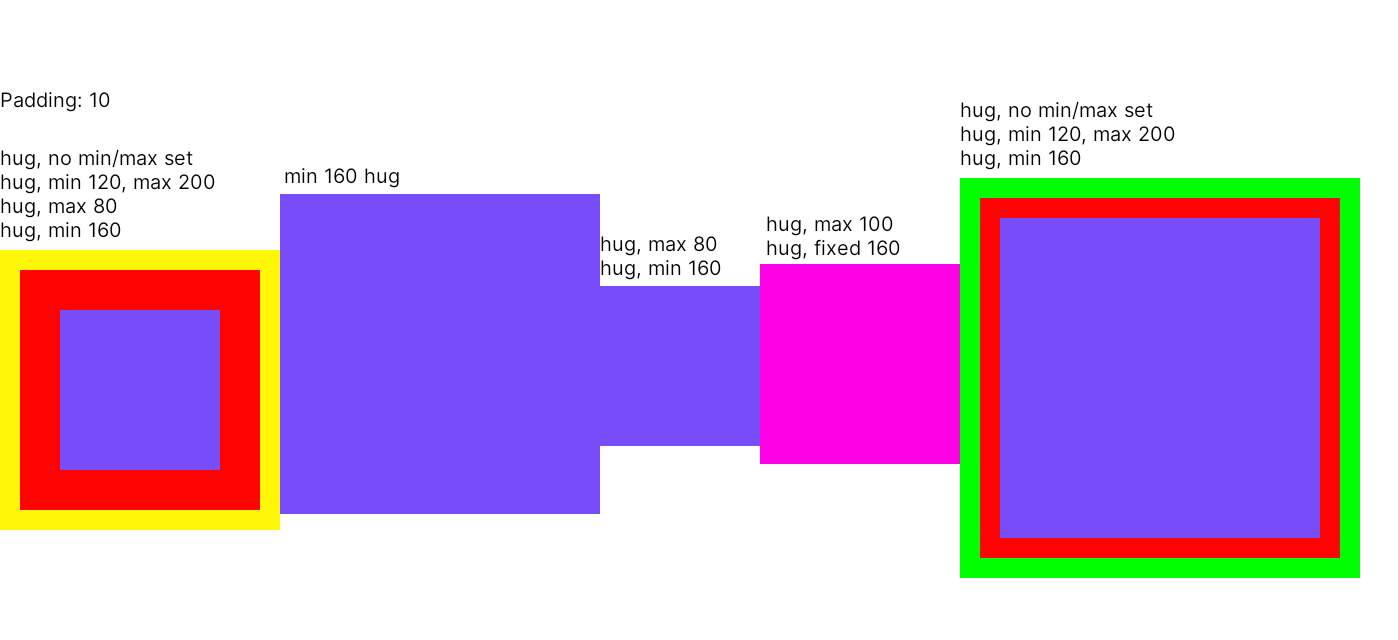 Padding: 10
hug, no min/max set
hug, min 120, max 200
hug, max 80
hug, min 160
min 160 hug
hug, max 80
hug, min 160
hug, max 100
hug, fixed 160
hug, no min/max set
hug, min 120, max 200
hug, min 160